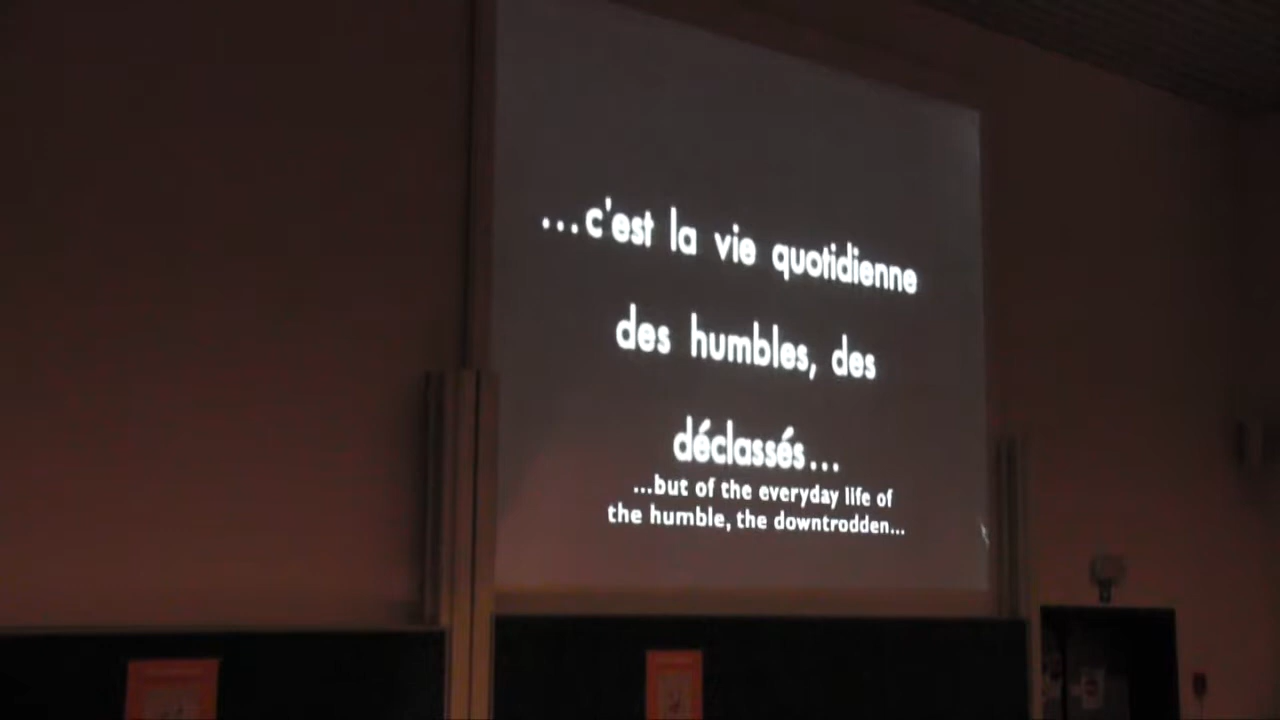 ...c'est la vie quotidienne
des humbles, des
déclassés...
...but of the everyday life of
the humble, the downtrodden...